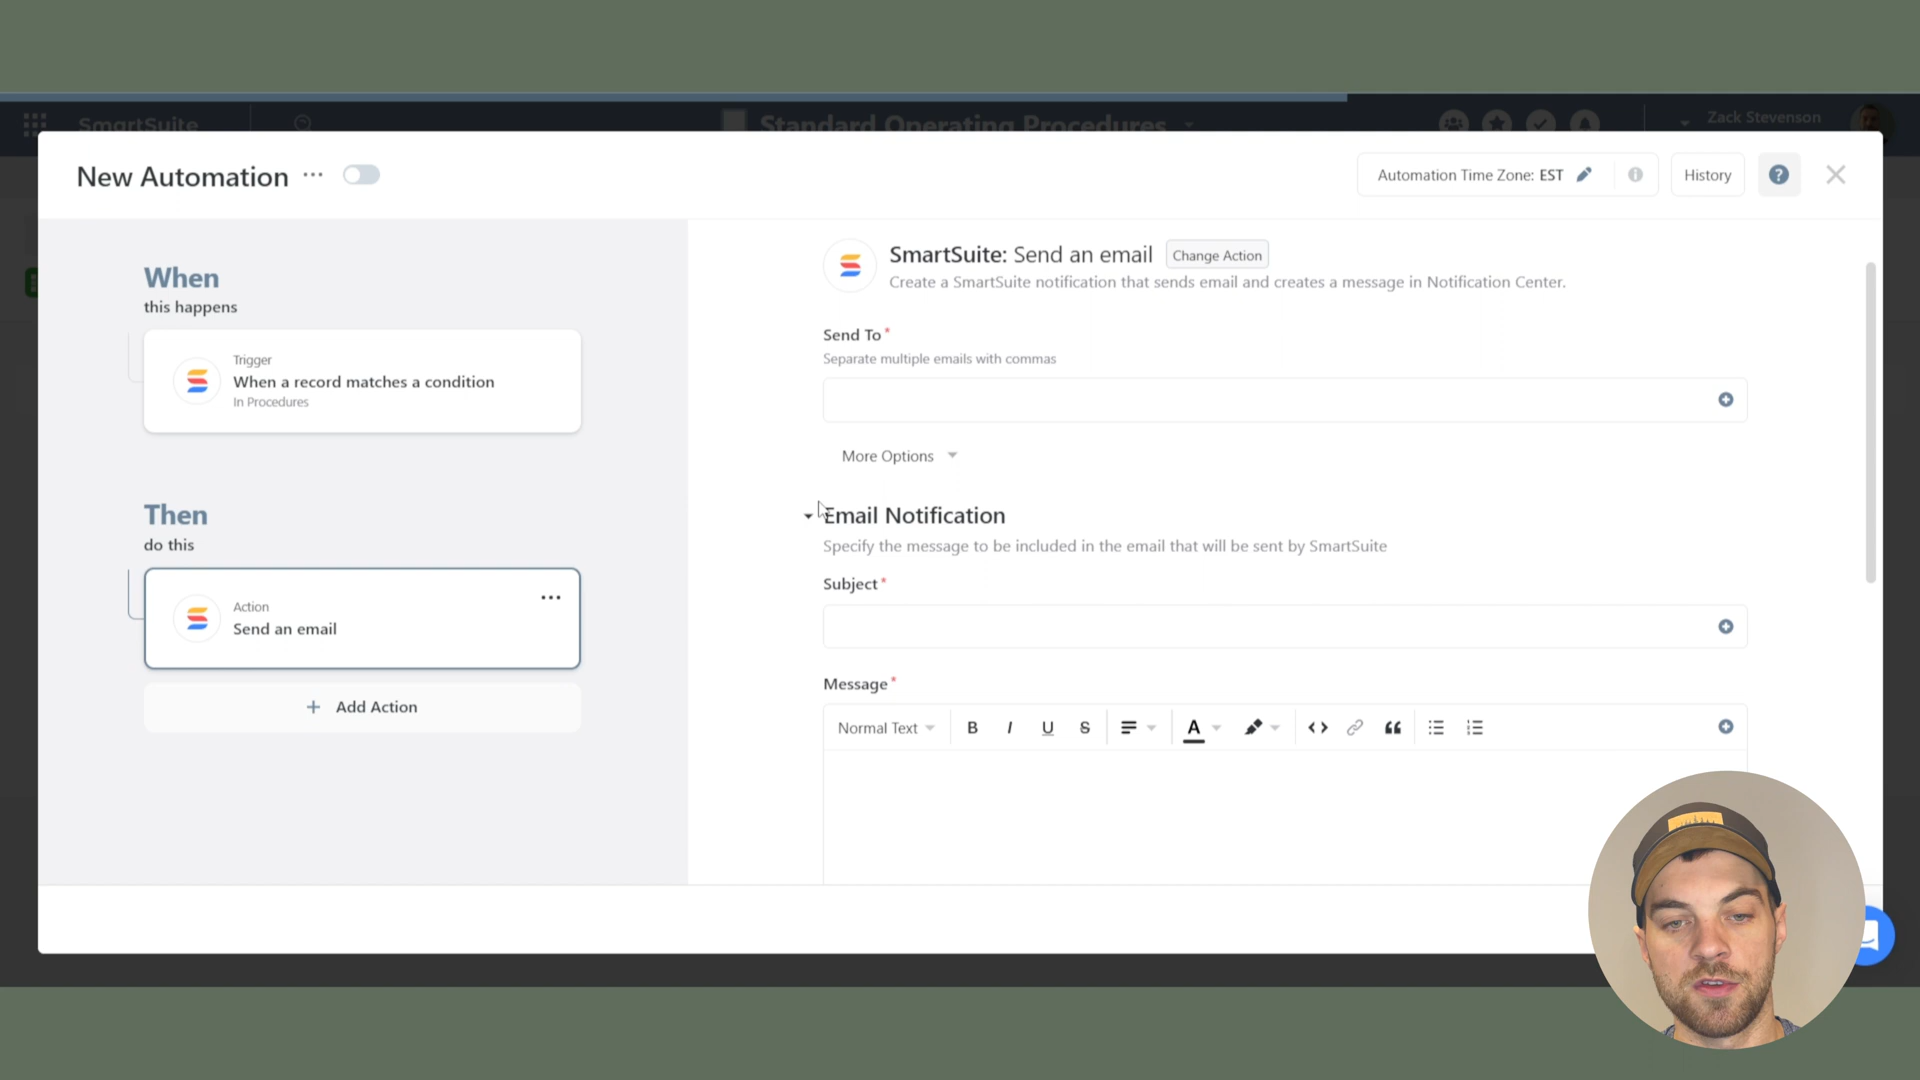 SmartSuite
Standard Operating Procedures
Zack Stevenson
New Automation
Automation Time Zone: EST
History
When
this happens
Trigger
When a record matches a condition
In Procedures
Then
do this
Action
Send an email
+ Add Action
SmartSuite: Send an email
Change Action
Create a SmartSuite notification that sends email and creates a message in Notification Center.
Send To*
Separate multiple emails with commas
More Options
Email Notification
Specify the message to be included in the email that will be sent by SmartSuite
Subject*
Message*
Normal Text B I U S A